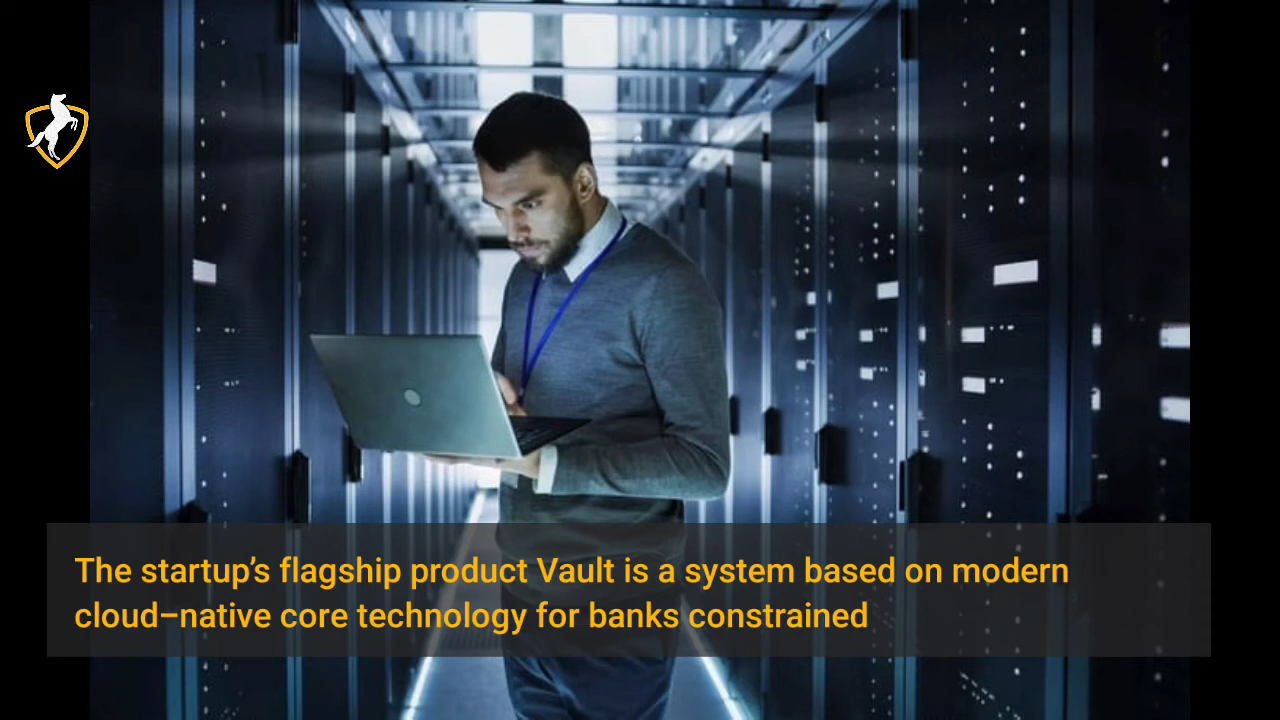 The startup’s flagship product Vault is a system based on modern
cloud–native core technology for banks constrained